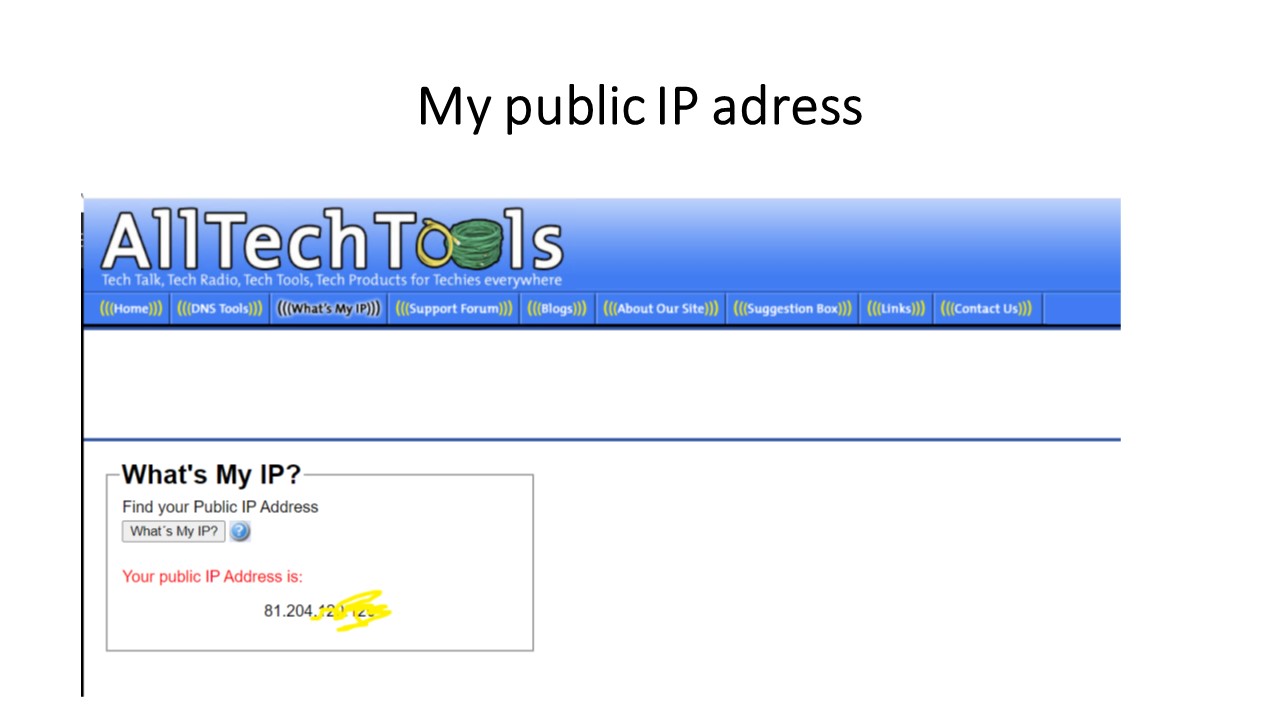 My public IP adress
AllTechTools
Tech Talk, Tech Radio, Tech Tools, Tech Products for Techies everywhere
(((Home))) (((DNS Tools))) (((What's My IP))) (((Support Forum))) (((Blogs))) (((About Our Site))) (((Suggestion Box))) (((Links))) (((Contact Us)))
What's My IP?
Find your Public IP Address
What´s My IP? ?
Your public IP Address is:
81.204.